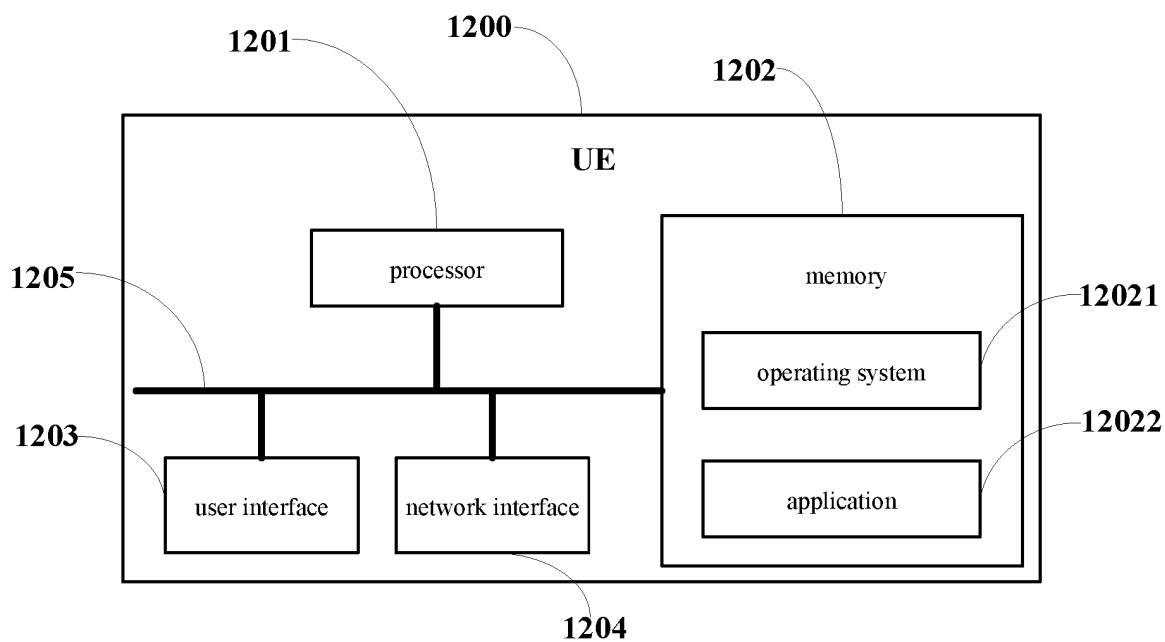 1200
1201
1202
UE
processor
1205
memory
12021
operating system
12022
1203
application
user interface
network interface
1204